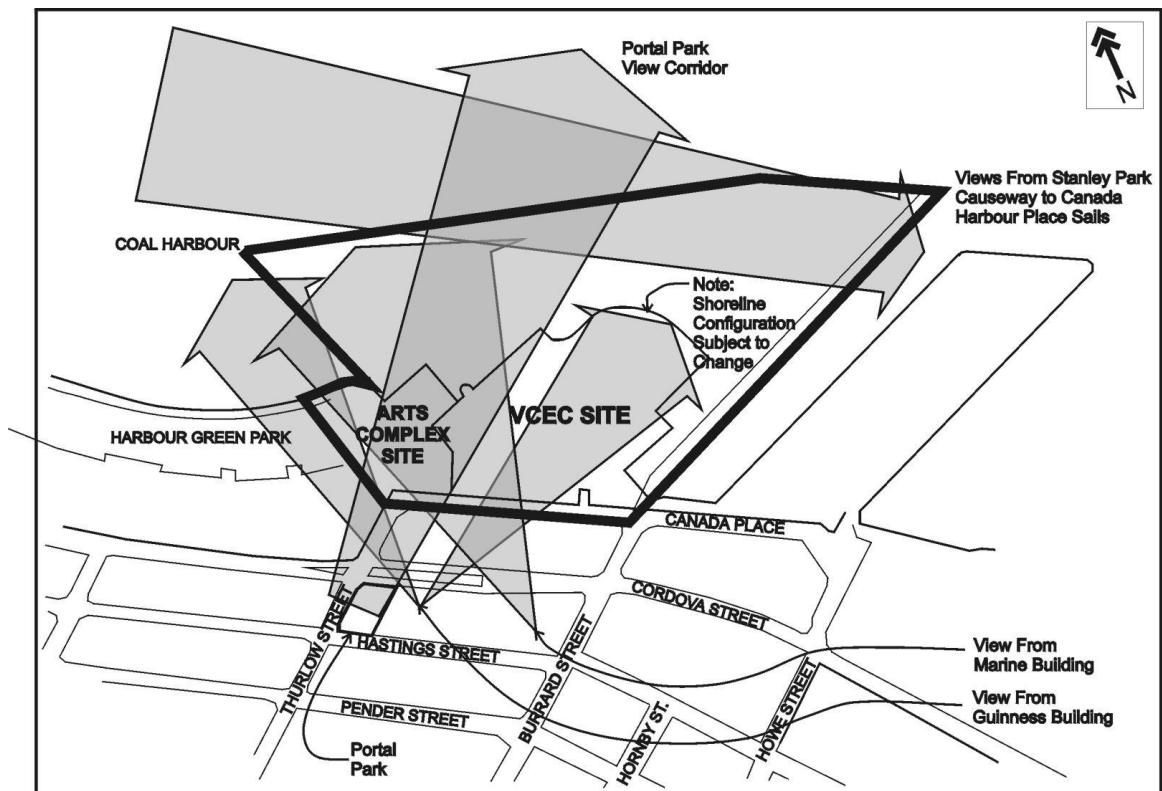 Portal Park
View Corridor
N
Views From Stanley Park
Causeway to Canada
Harbour Place Sails
COAL HARBOUR
Note:
Shoreline
Configuration
Subject to
Change
ARTS
COMPLEX
SITE
VCEC SITE
HARBOUR GREEN PARK
CANADA PLACE
CORDOVA STREET
THURLOW STREET
HASTINGS STREET
BURRARD STREET
PENDER STREET
HORNBY ST.
HOWE STREET
View From
Marine Building
View From
Guinness Building
Portal
Park